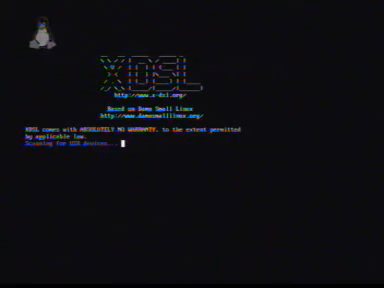 XDSL
http://www.x-dsl.org/
Based on Damn Small Linux
http://www.damnsmalllinux.org/
XDSL comes with ABSOLUTELY NO WARRANTY, to the extent permitted
by applicable law.
Scanning for USB devices...